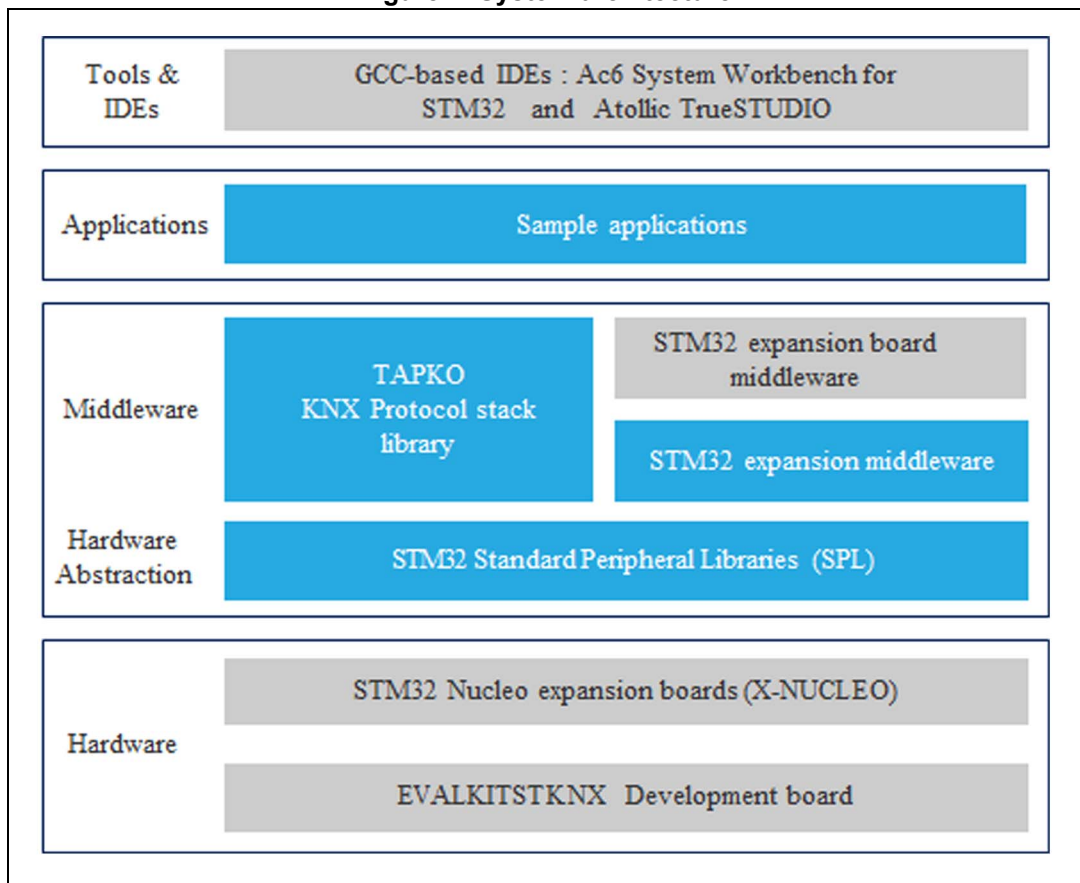 Tools &
IDEs
GCC-based IDEs : Ac6 System Workbench for
STM32 and Atollic TrueSTUDIO
Applications
Sample applications
Middleware
TAPKO
KNX Protocol stack
library
STM32 expansion board
middleware
STM32 expansion middleware
Hardware
Abstraction
STM32 Standard Peripheral Libraries (SPL)
Hardware
STM32 Nucleo expansion boards (X-NUCLEO)
EVALKITSTKNX Development board